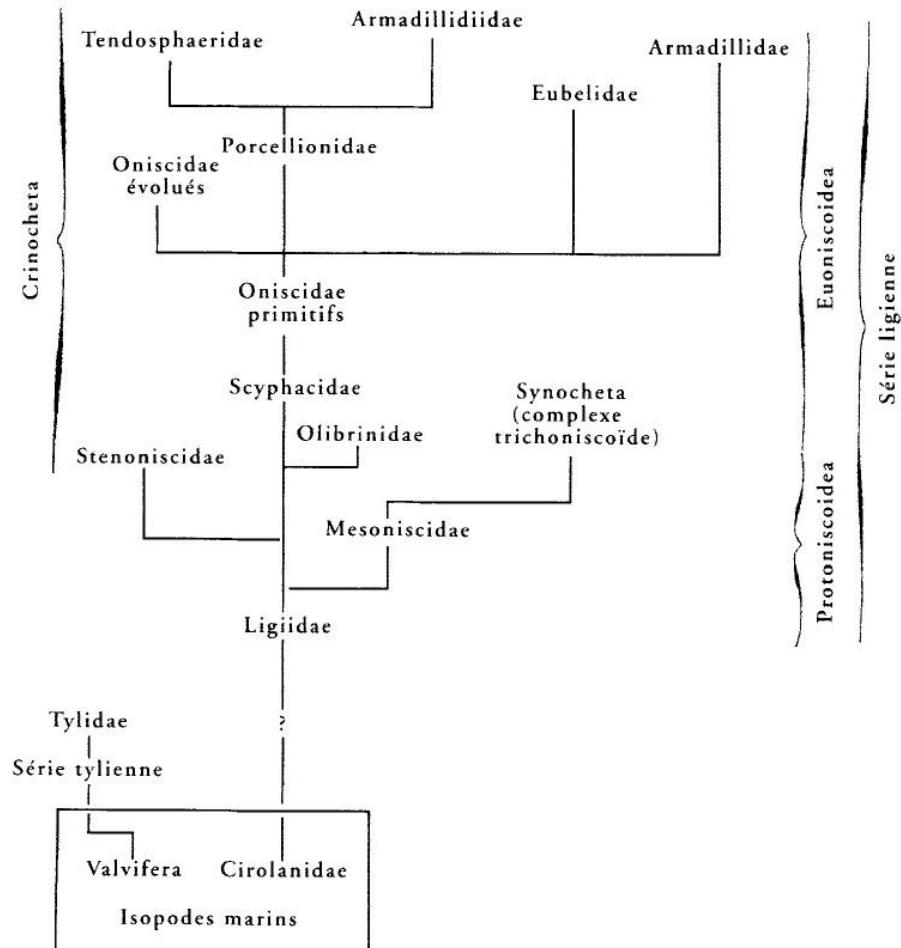 Armadillidiidae
Tendosphaeridae
Armadillidae
Eubelidae
Porcellionidae
Oniscidae
évolués
Crinocheta
Euoniscoidea
Oniscidae
primitifs
Série ligienne
Scyphacidae
Synocheta
(complexe
trichoniscoïde)
Olibrinidae
Stenoniscidae
Mesoniscidae
Protoniscoidea
Ligiidae
Tylidae
?
Série tylienne
Valvifera
Cirolanidae
Isopodes marins